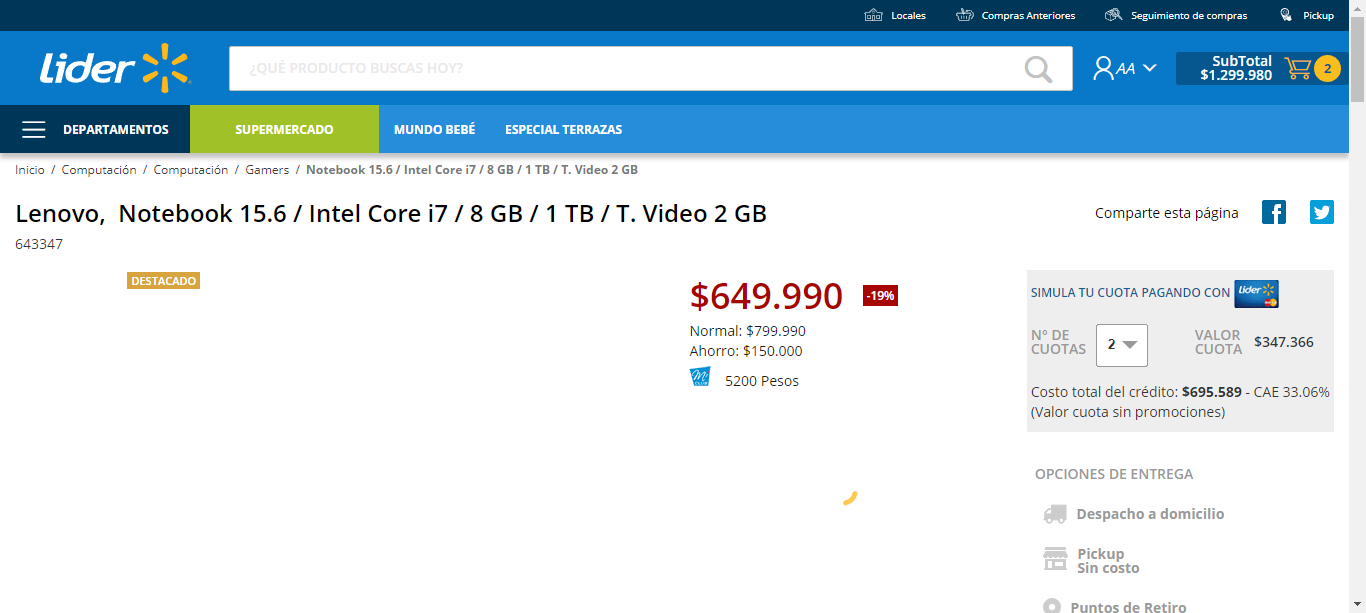 Locales
Compras Anteriores
Seguimiento de compras
Pickup
Lider
¿QUÉ PRODUCTO BUSCAS HOY?
AA
SubTotal
$1.299.980
2
DEPARTAMENTOS
SUPERMERCADO
MUNDO BEBÉ
ESPECIAL TERRAZAS
Inicio / Computación / Computación / Gamers / Notebook 15.6 / Intel Core i7 / 8 GB / 1 TB / T. Video 2 GB
Lenovo, Notebook 15.6 / Intel Core i7 / 8 GB / 1 TB / T. Video 2 GB
Comparte esta página
643347
DESTACADO
$649.990
-19%
Normal: $799.990
Ahorro: $150.000
5200 Pesos
SIMULA TU CUOTA PAGANDO CON
Lider
N° DE
CUOTAS
2
VALOR
CUOTA
$347.366
Costo total del crédito: $695.589 - CAE 33.06%
(Valor cuota sin promociones)
OPCIONES DE ENTREGA
Despacho a domicilio
Pickup
Sin costo
Puntos de Retiro